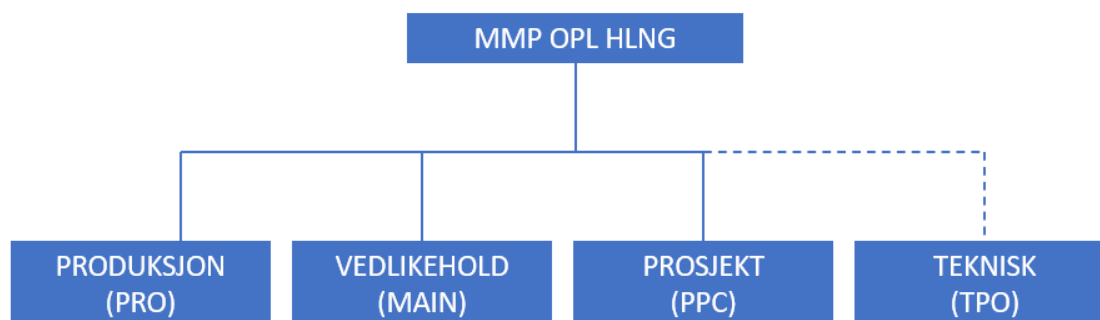 MMP OPL HLNG
PRODUKSJON
(PRO)
VEDLIKEHOLD
(MAIN)
PROSJEKT
(PPC)
TEKNISK
(TPO)